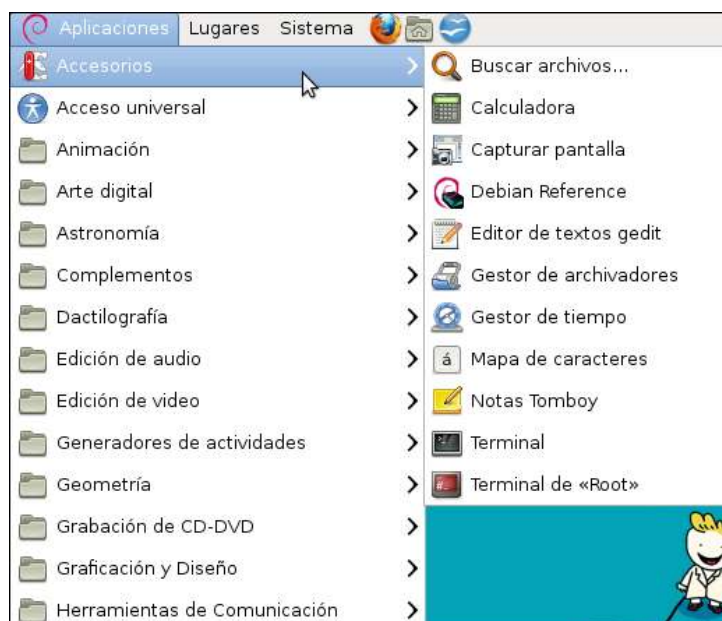 Aplicaciones Lugares Sistema
Accesorios
Acceso universal
Animación
Arte digital
Astronomía
Complementos
Dactilografía
Edición de audio
Edición de video
Generadores de actividades
Geometría
Grabación de CD-DVD
Graficación y Diseño
Herramientas de Comunicación
Buscar archivos...
Calculadora
Capturar pantalla
Debian Reference
Editor de textos gedit
Gestor de archivadores
Gestor de tiempo
á Mapa de caracteres
Notas Tomboy
Terminal
Terminal de «Root»